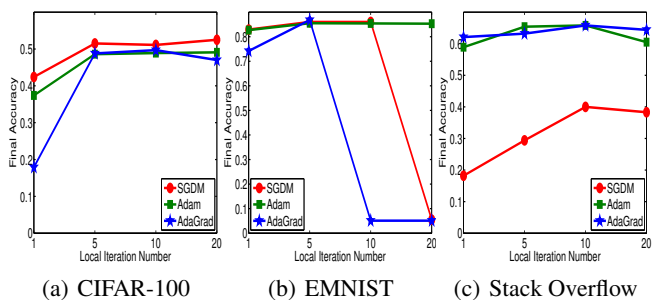 Final Accuracy
0.5
0.4
0.3
0.2
0.1
0
1
5
10
20
Local Iteration Number
SGDM
Adam
AdaGrad
(a) CIFAR-100
Final Accuracy
0.8
0.7
0.6
0.5
0.4
0.3
0.2
0.1
0
1
5
10
20
Local Iteration Number
SGDM
Adam
AdaGrad
(b) EMNIST
Final Accuracy
0.6
0.5
0.4
0.3
0.2
0.1
0
1
5
10
20
Local Iteration Number
SGDM
Adam
AdaGrad
(c) Stack Overflow